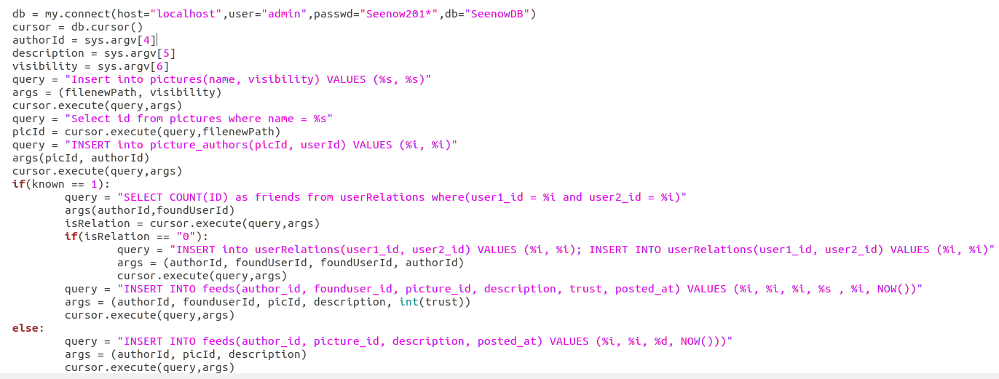 db = my.connect(host="localhost",user="admin",passwd="Seenow201*",db="SeenowDB")
cursor = db.cursor()
authorId = sys.argv[4]
description = sys.argv[5]
visibility = sys.argv[6]
query = "Insert into pictures(name, visibility) VALUES (%s, %s)"
args = (filenewPath, visibility)
cursor.execute(query,args)
query = "Select id from pictures where name = %s"
picId = cursor.execute(query,filenewPath)
query = "INSERT into picture_authors(picId, userId) VALUES (%i, %i)"
args(picId, authorId)
cursor.execute(query,args)
if(known == 1):
        query = "SELECT COUNT(ID) as friends from userRelations where(user1_id = %i and user2_id = %i)"
        args(authorId,foundUserId)
        isRelation = cursor.execute(query,args)
        if(isRelation == "0"):
                query = "INSERT into userRelations(user1_id, user2_id) VALUES (%i, %i); INSERT INTO userRelations(user1_id, user2_id) VALUES (%i, %i)"
                args = (authorId, foundUserId, foundUserId, authorId)
                cursor.execute(query,args)
        query = "INSERT INTO feeds(author_id, founduser_id, picture_id, description, trust, posted_at) VALUES (%i, %i, %i, %s , %i, NOW())"
        args = (authorId, founduserId, picId, description, int(trust))
        cursor.execute(query,args)
else:
        query = "INSERT INTO feeds(author_id, picture_id, description, posted_at) VALUES (%i, %i, %d, NOW()))"
        args = (authorId, picId, description)
        cursor.execute(query,args)